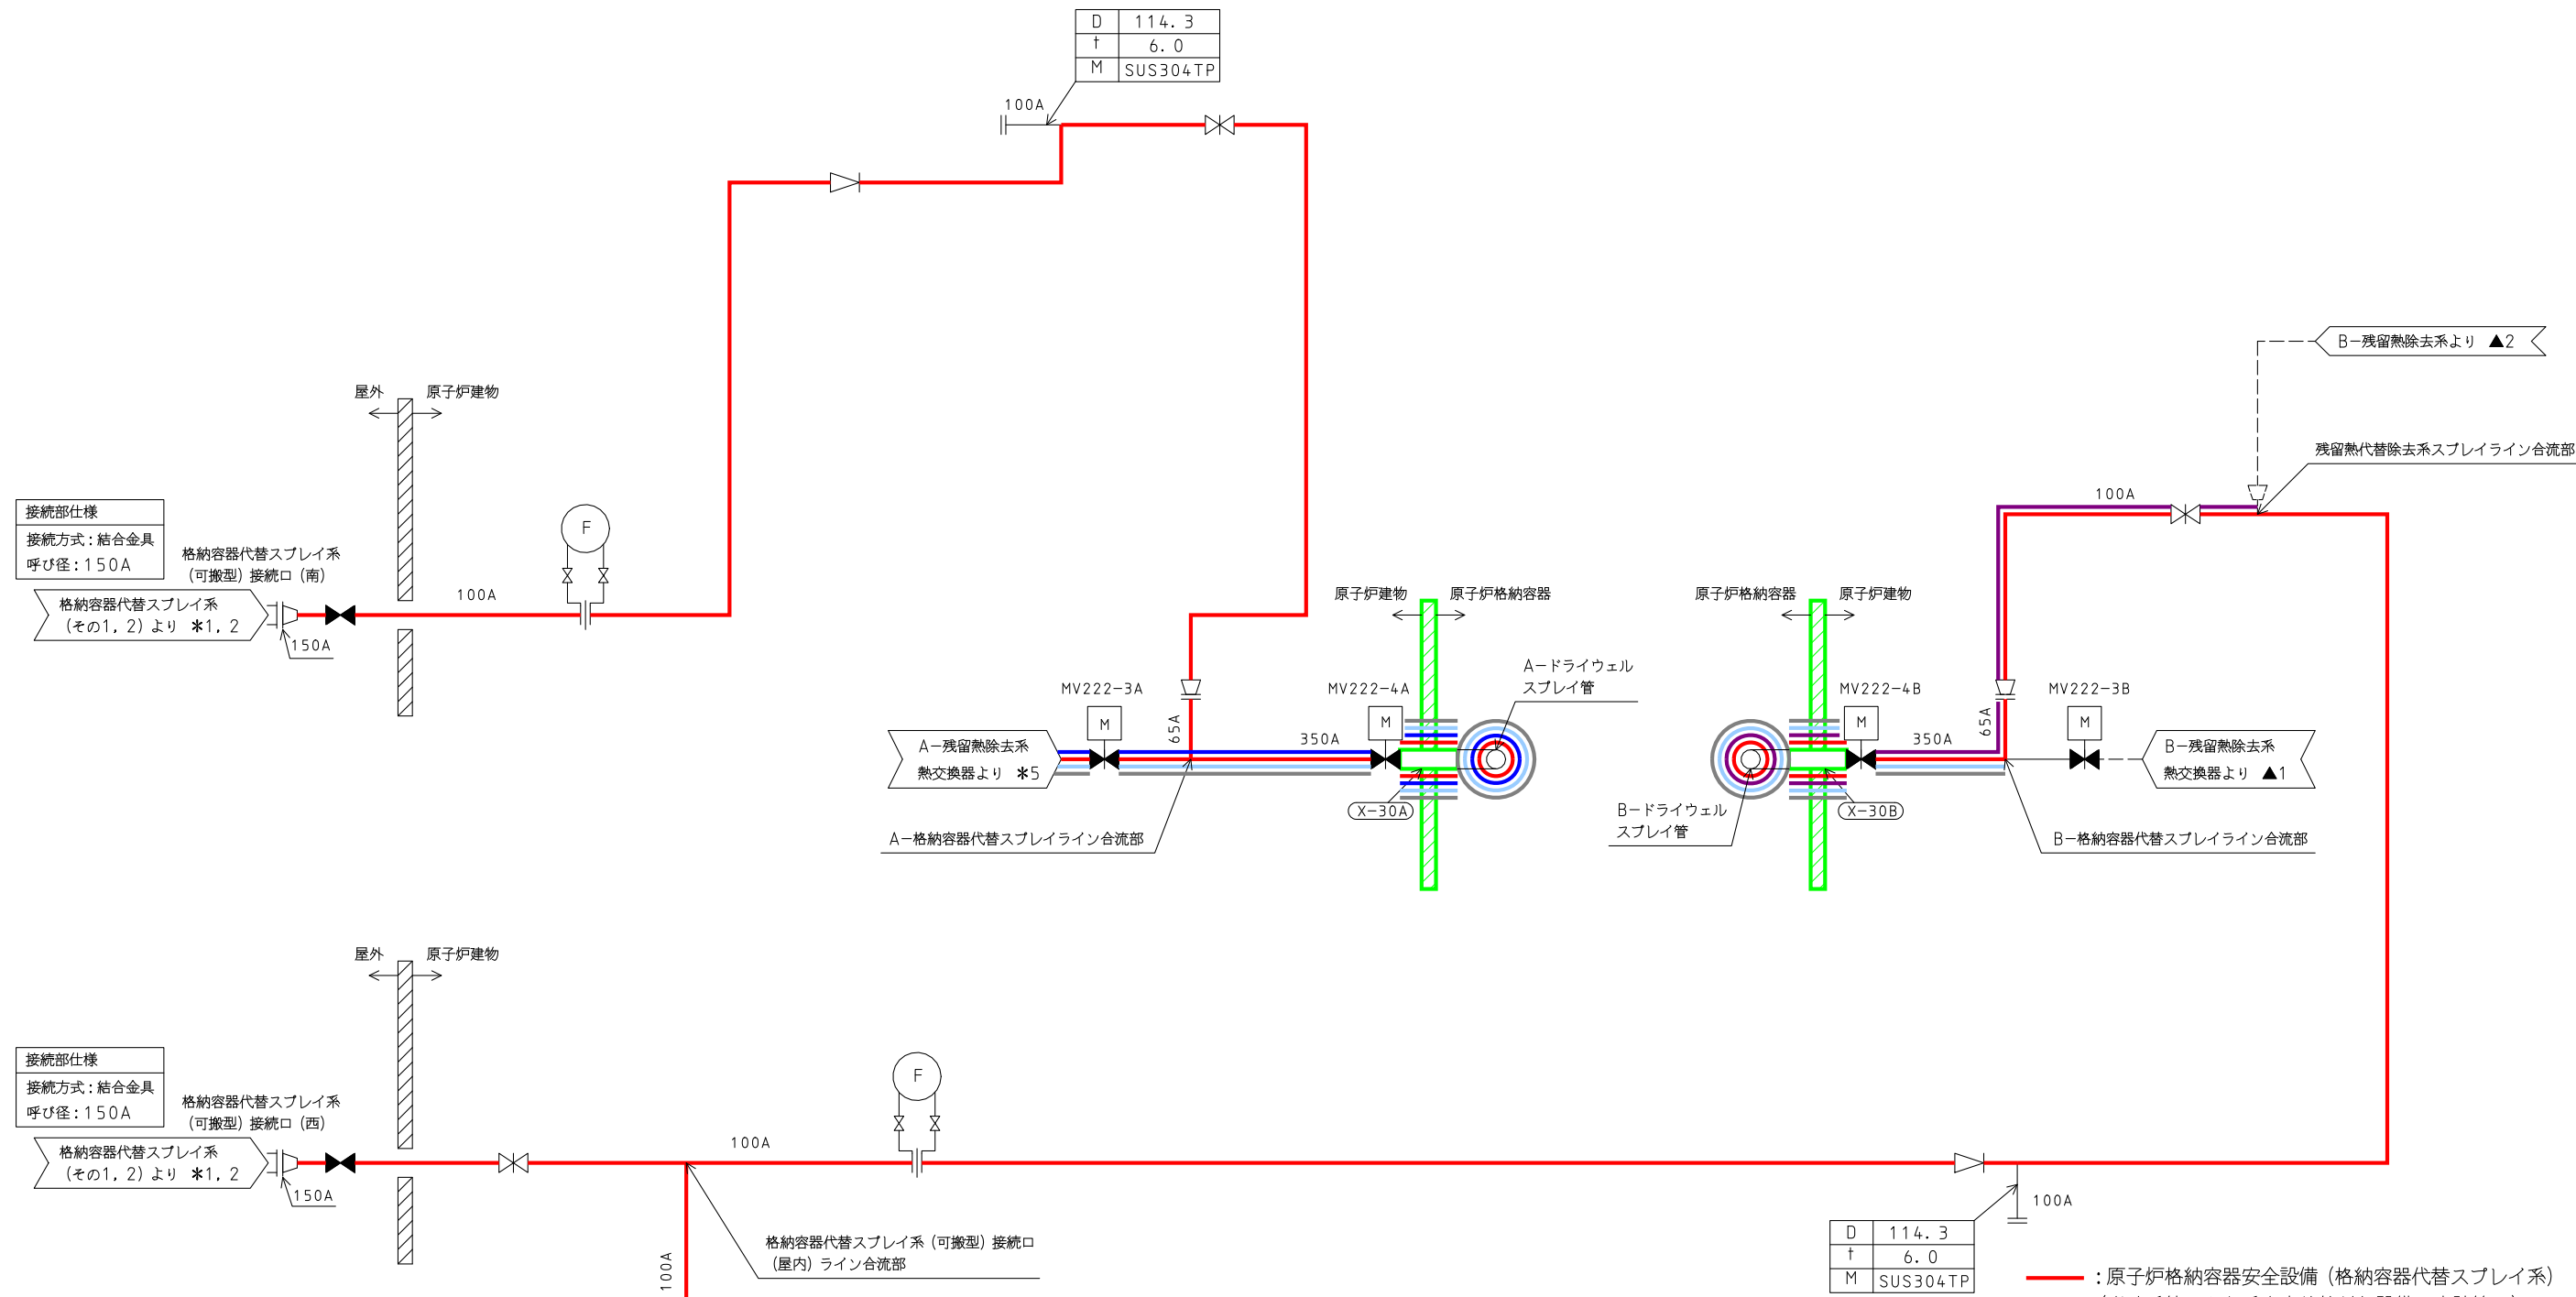 D 114.3
t 6.0
M SUS304TP
100A
B−残留熱除去系より ▲2
屋外 原子炉建物
残留熱代替除去系スプレイライン合流部
100A
接続部仕様
接続方式:結合金具
呼び径:150A
F
格納容器代替スプレイ系
(可搬型)接続口(南)
格納容器代替スプレイ系
(その1,2)より *1,2
150A
100A
原子炉建物 原子炉格納容器
原子炉格納容器 原子炉建物
A−ドライウェル
スプレイ管
MV222−3A
M
65A
MV222−4A
M
350A
MV222−4B
M
350A
65A
MV222−3B
M
A−残留熱除去系
熱交換器より *5
B−残留熱除去系
熱交換器より ▲1
X−30A
X−30B
B−ドライウェル
スプレイ管
A−格納容器代替スプレイライン合流部
B−格納容器代替スプレイライン合流部
屋外 原子炉建物
接続部仕様
接続方式:結合金具
呼び径:150A
F
格納容器代替スプレイ系
(可搬型)接続口(西)
格納容器代替スプレイ系
(その1,2)より *1,2
150A
100A
100A
格納容器代替スプレイ系(可搬型)接続口
(屋内)ライン合流部
100A
D 114.3
t 6.0
M SUS304TP
:原子炉格納容器安全設備(格納容器代替スプレイ系)